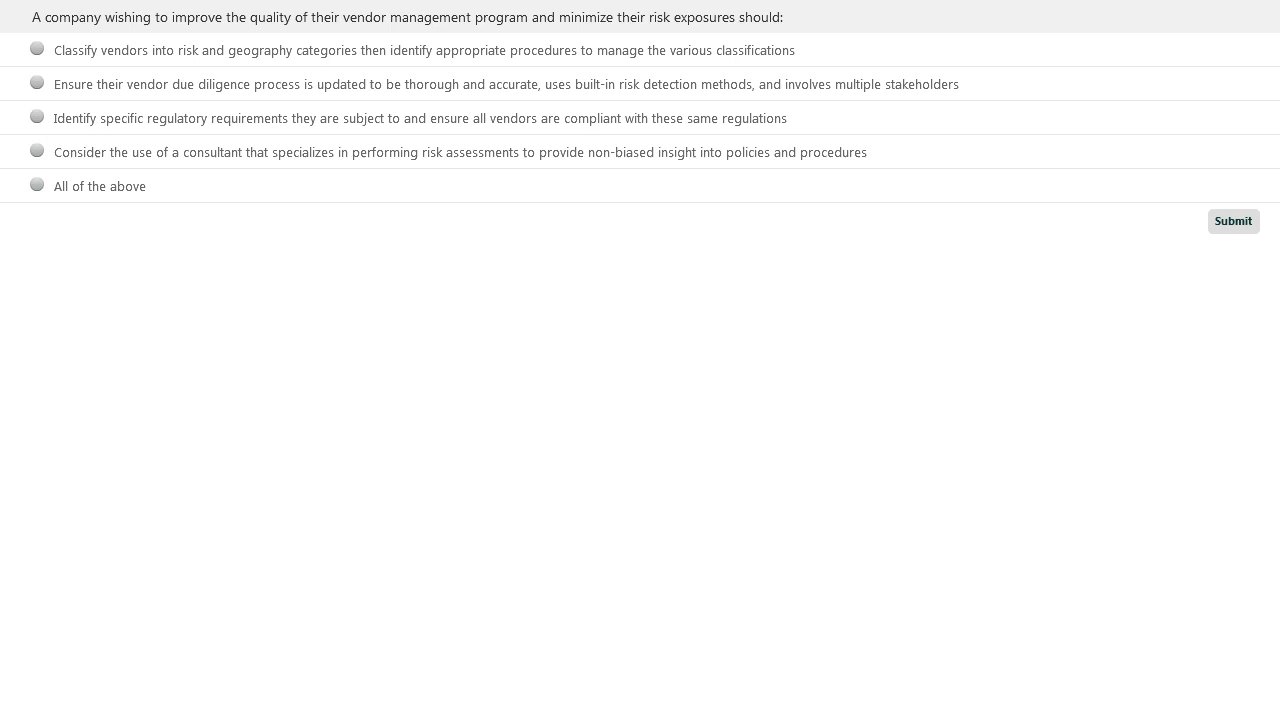 A company wishing to improve the quality of their vendor management program and minimize their risk exposures should:
Classify vendors into risk and geography categories then identify appropriate procedures to manage the various classifications
Ensure their vendor due diligence process is updated to be thorough and accurate, uses built-in risk detection methods, and involves multiple stakeholders
Identify specific regulatory requirements they are subject to and ensure all vendors are compliant with these same regulations
Consider the use of a consultant that specializes in performing risk assessments to provide non-biased insight into policies and procedures
All of the above
Submit